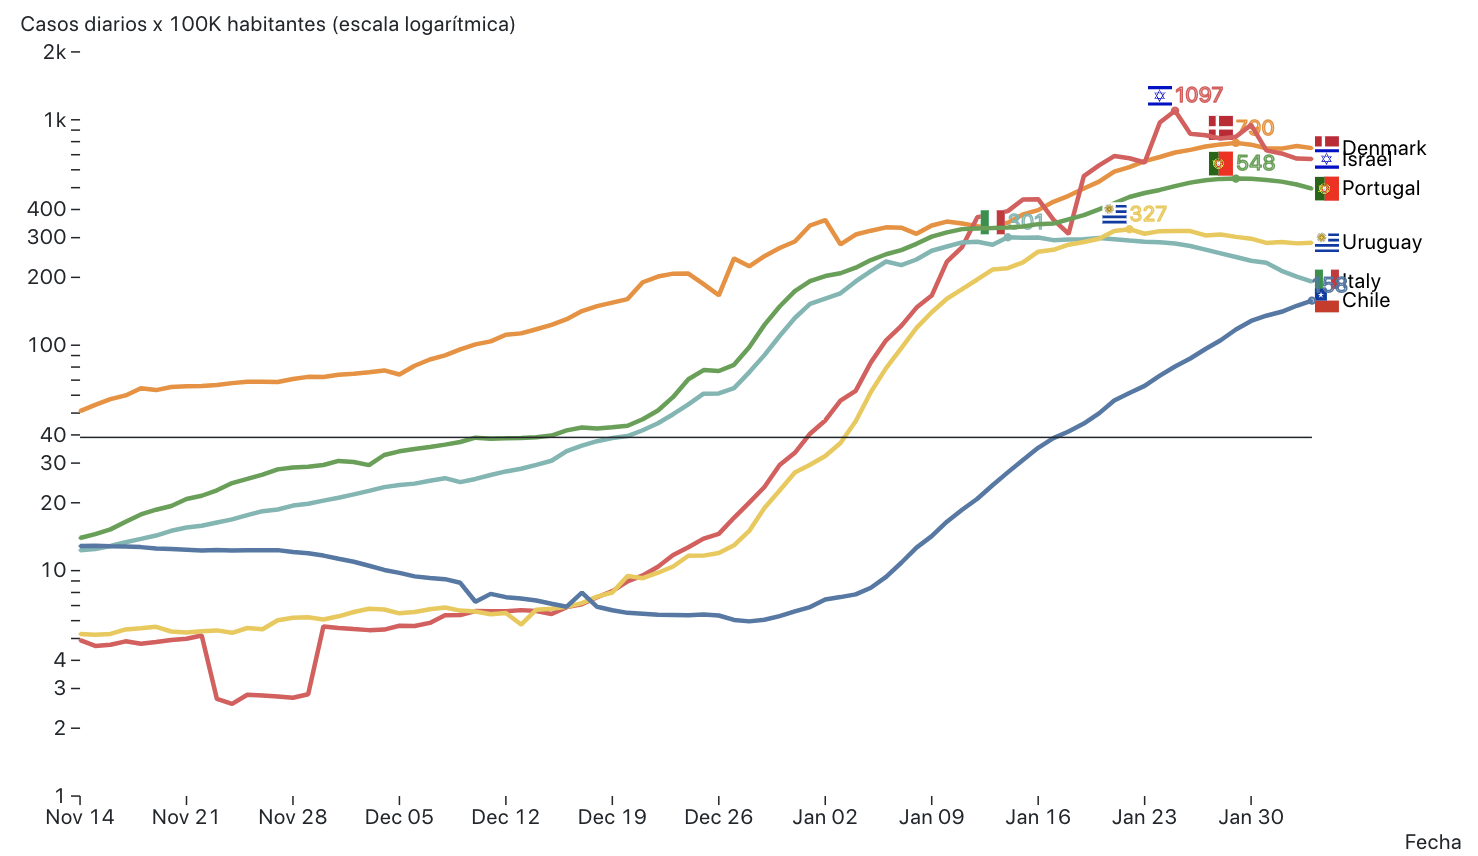 Casos diarios x 100K habitantes (escala logarítmica)
2k
1k
400
300
200
100
40
30
20
10
4
3
2
1
1097
790
548
301
327
Denmark
Israel
Portugal
Uruguay
Italy
Chile
Nov 14 Nov 21 Nov 28 Dec 05 Dec 12 Dec 19 Dec 26 Jan 02 Jan 09 Jan 16 Jan 23 Jan 30
Fecha